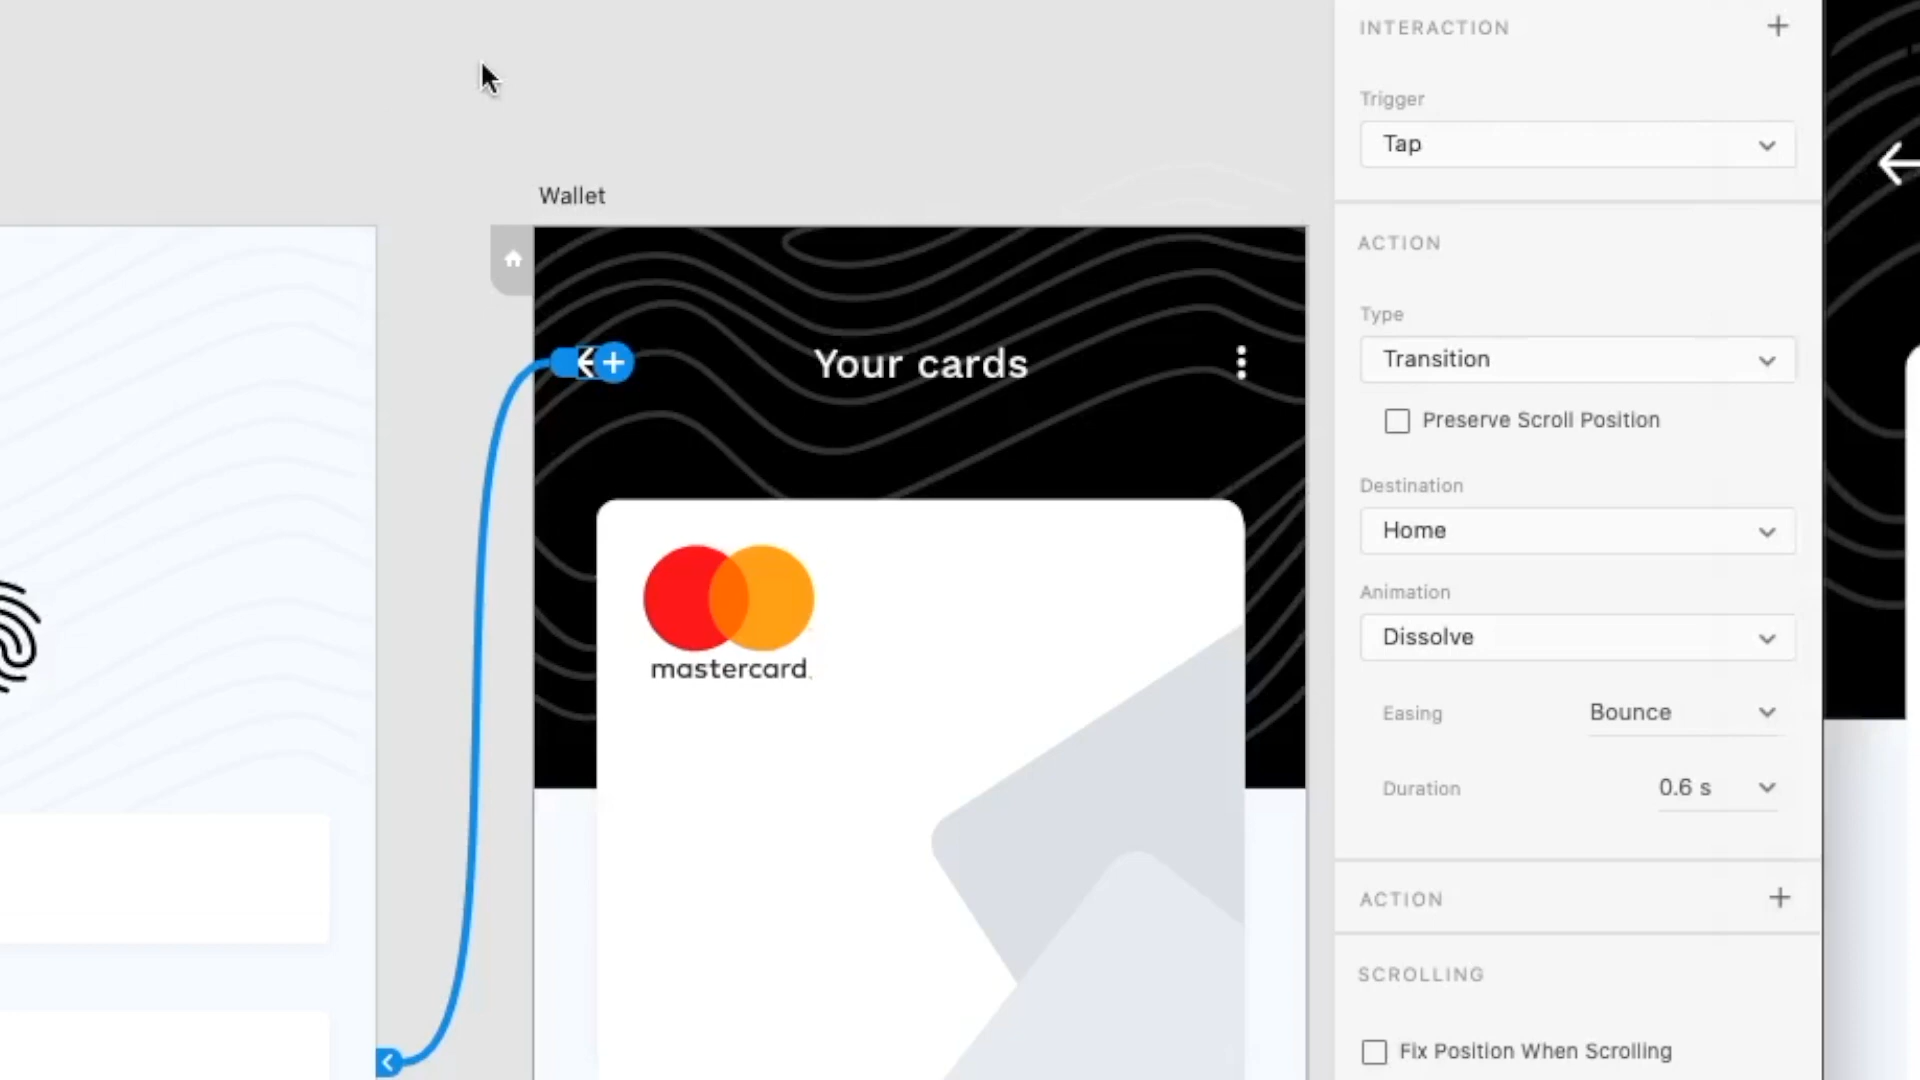 INTERACTION
Trigger
Tap
ACTION
Type
Transition
Preserve Scroll Position
Destination
Home
Animation
Dissolve
Easing Bounce
Duration 0.6 s
ACTION
SCROLLING
Fix Position When Scrolling
Wallet
Your cards
mastercard.